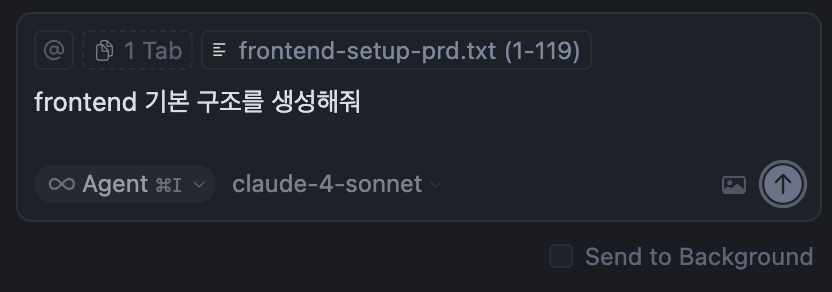 @ 1 Tab frontend-setup-prd.txt (1-119)
frontend 기본 구조를 생성해줘
Agent ⌘I claude-4-sonnet
Send to Background